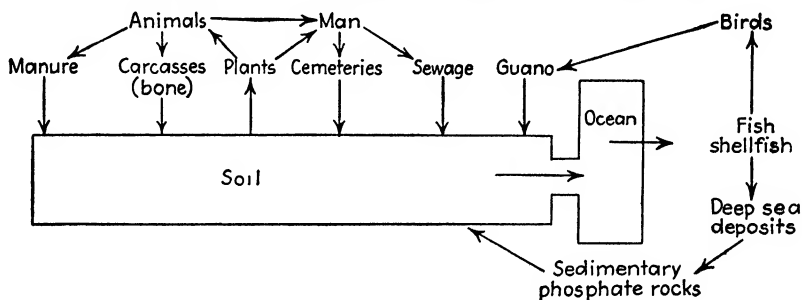 Animals
Man
Birds
Manure
Carcasses
(bone)
Plants
Cemeteries
Sewage
Guano
Ocean
Fish
shellfish
Soil
Deep sea
deposits
Sedimentary
phosphate rocks